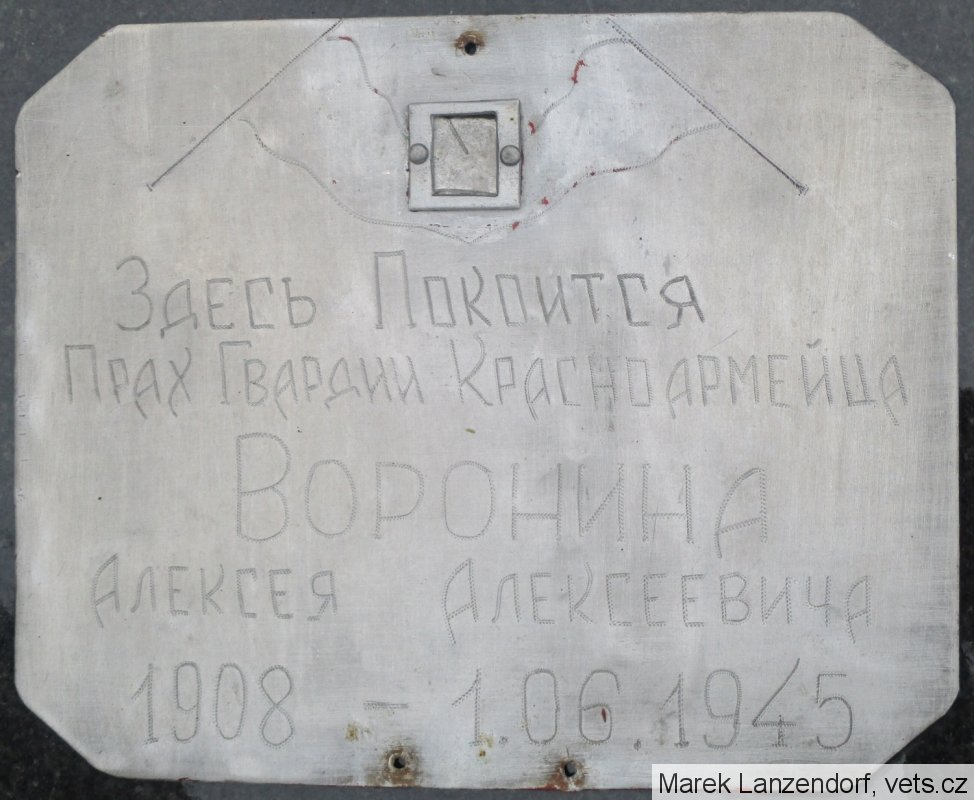 Здесь Покоится
Прах Гвардии Красноармейца
Воронина
Алексея Алексеевича
1908 - 1.06.1945
Marek Lanzendorf, vets.cz